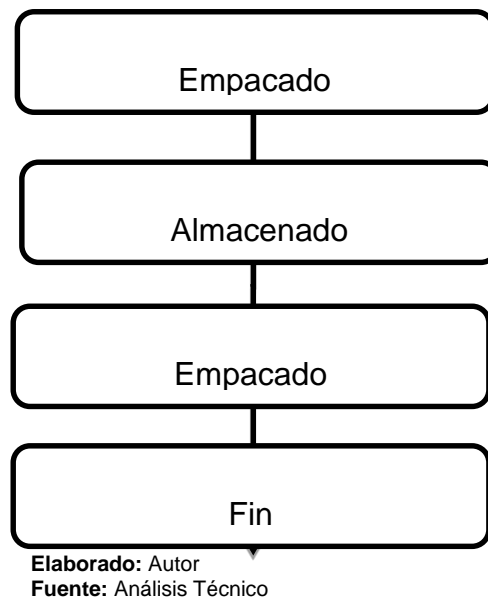 Empacado
Almacenado
Empacado
Fin
Elaborado: Autor
Fuente: Análisis Técnico